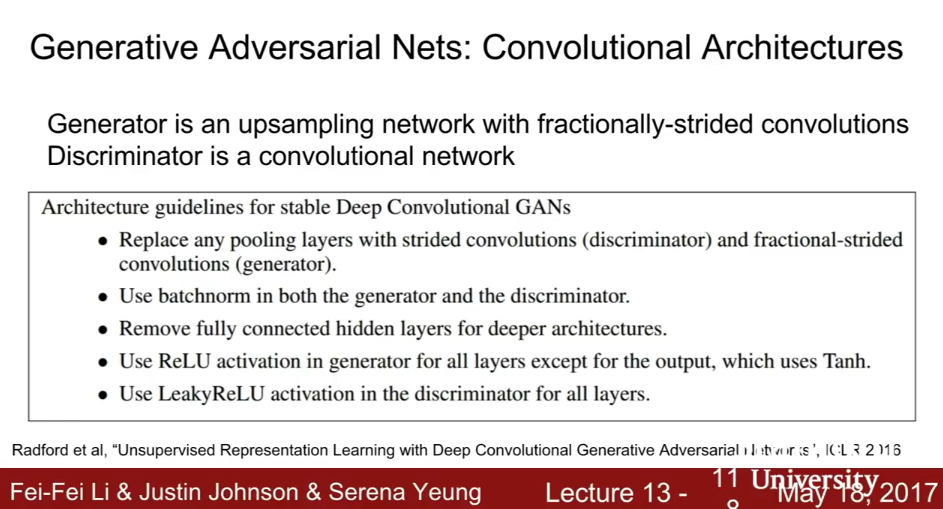 Generative Adversarial Nets: Convolutional Architectures
Generator is an upsampling network with fractionally-strided convolutions
Discriminator is a convolutional network
Architecture guidelines for stable Deep Convolutional GANs
• Replace any pooling layers with strided convolutions (discriminator) and fractional-strided
convolutions (generator).
• Use batchnorm in both the generator and the discriminator.
• Remove fully connected hidden layers for deeper architectures.
• Use ReLU activation in generator for all layers except for the output, which uses Tanh.
• Use LeakyReLU activation in the discriminator for all layers.
Radford et al, “Unsupervised Representation Learning with Deep Convolutional Generative Adversarial Networks”, ICLR 2016
Fei-Fei Li & Justin Johnson & Serena Yeung Lecture 13 - 11 University May 18, 2017